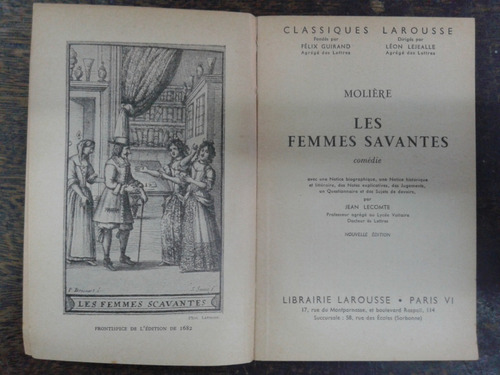 P. Brissart i.
J. Sauvé f.
LES FEMMES SCAVANTES
Phot. Larousse.
FRONTISPICE DE L'ÉDITION DE 1682
CLASSIQUES LAROUSSE
Fondés par
Dirigés par
FÉLIX GUIRAND
LÉON LEJEALLE
Agrégé des Lettres
Agrégé des Lettres
MOLIÈRE
LES
FEMMES SAVANTES
comédie
avec une Notice biographique, une Notice historique
et littéraire, des Notes explicatives, des Jugements,
un Questionnaire et des Sujets de devoirs,
par
JEAN LECOMTE
Professeur agrégé au Lycée Voltaire
Docteur ès Lettres
NOUVELLE ÉDITION
LIBRAIRIE LAROUSSE • PARIS VI
17, rue du Montparnasse, et boulevard Raspail, 114
Succursale : 58, rue des Écoles (Sorbonne)